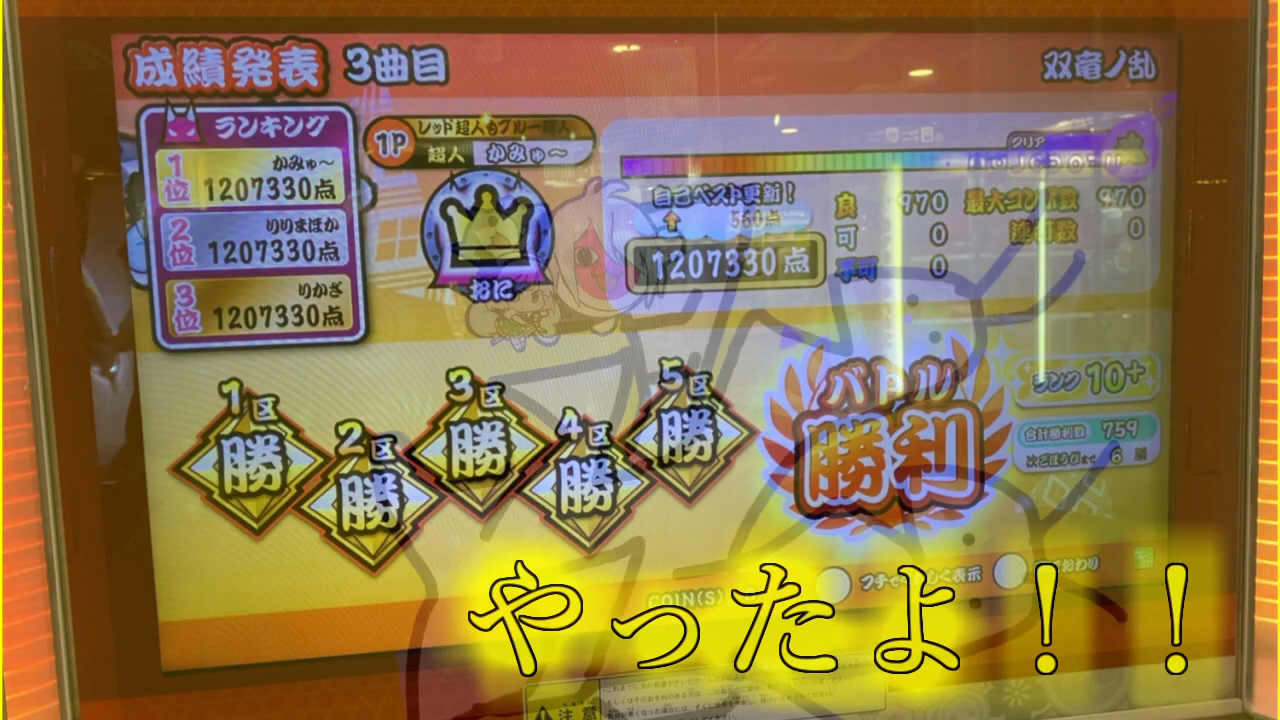 成績発表 3曲目
双竜ノ乱
ランキング
1位 かみゅ~
1207330点
2位 りりまほか
1207330点
3位 りかざ
1207330点
1P
超人 かみゅ~
おに
クリア
自己ベスト更新!
560点
1207330点
良 970
可 0
不可 0
最大コンボ数 970
連打数 0
1区 勝
2区 勝
3区 勝
4区 勝
5区 勝
バトル
勝利
ランク 10+
合計勝利数 759
6
COIN(S)
やったよ!!
注意